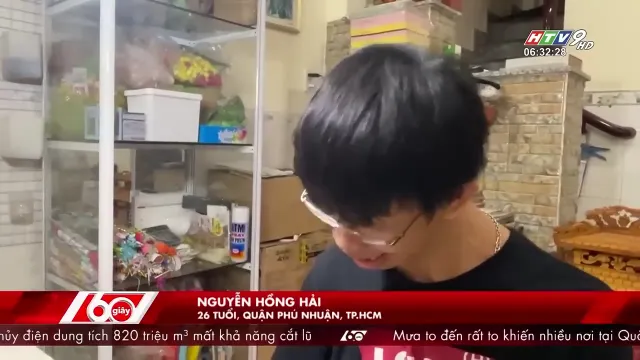 HTV9 HD
06:32:28
60 giây
NGUYỄN HỒNG HẢI
26 TUỔI, QUẬN PHÚ NHUẬN, TP.HCM
hủy điện dung tích 820 triệu m³ mất khả năng cắt lũ 60 giây Mưa to đến rất to khiến nhiều nơi tại Quả